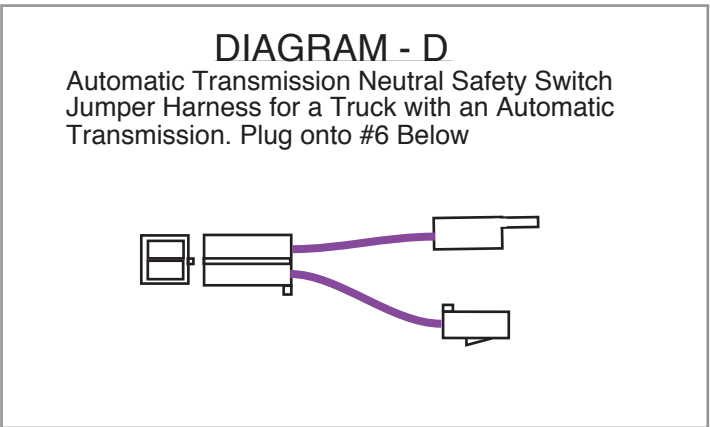 DIAGRAM - D
Automatic Transmission Neutral Safety Switch
Jumper Harness for a Truck with an Automatic
Transmission. Plug onto #6 Below